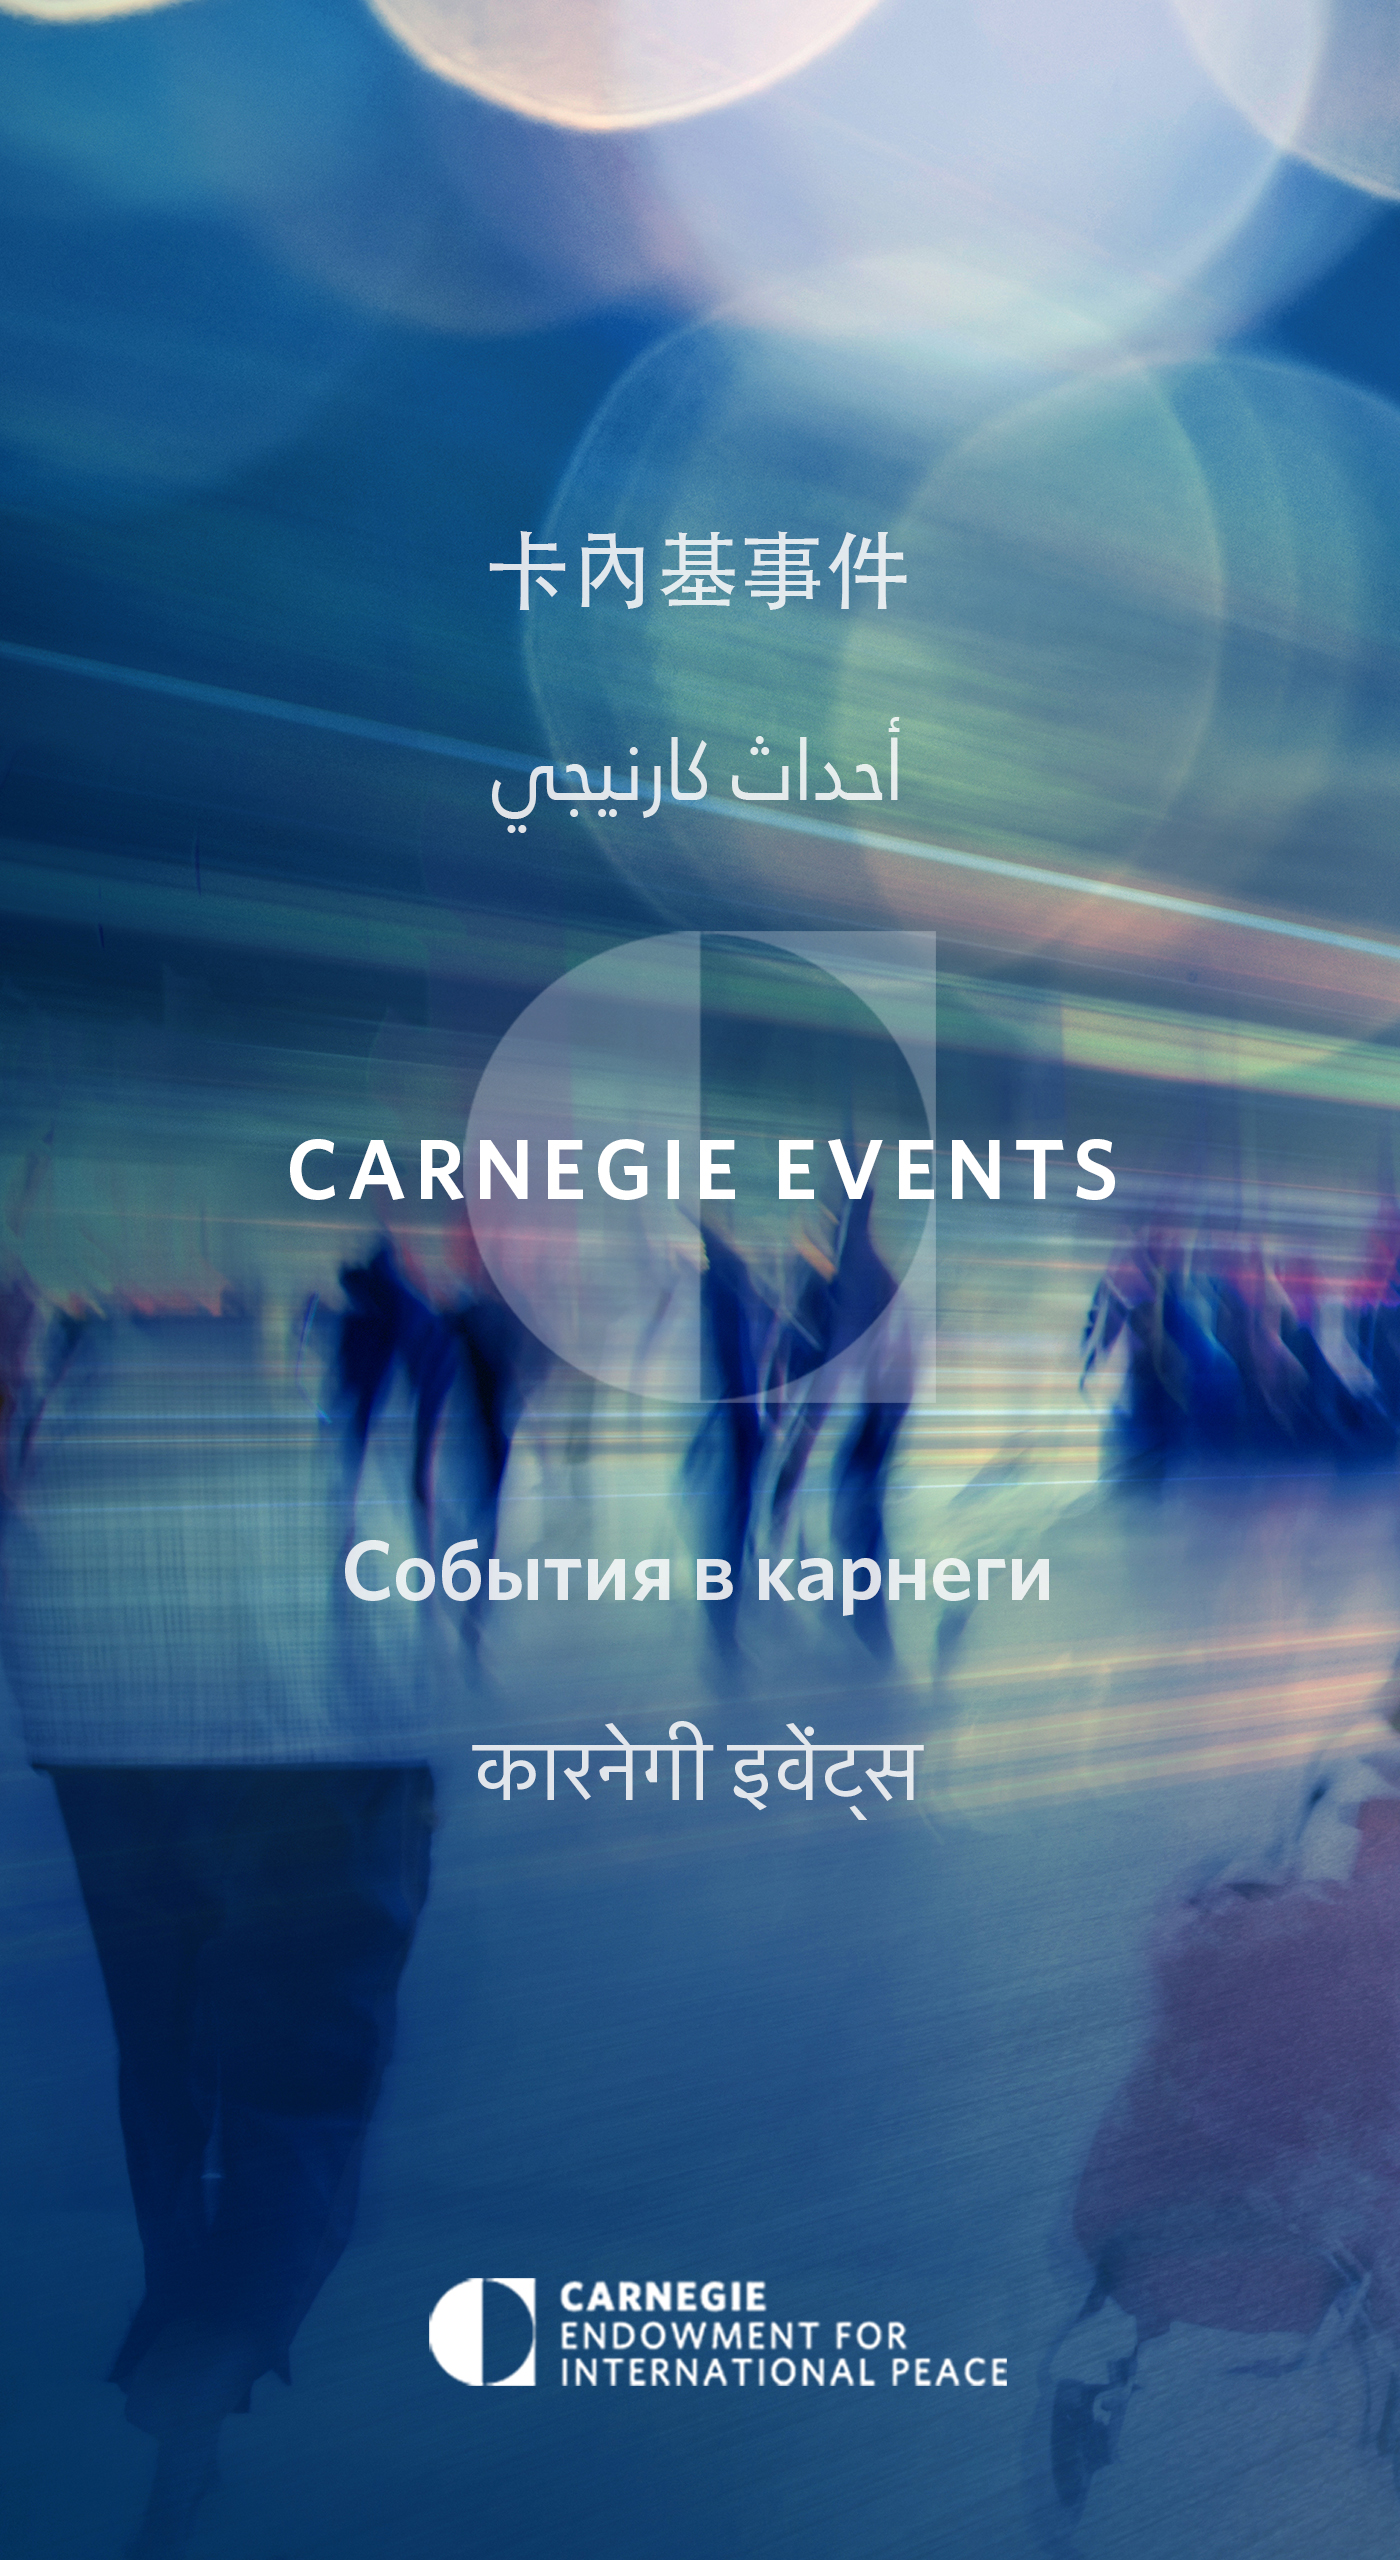 卡內基事件
أحداث كارنيجي
CARNEGIE EVENTS
События в карнеги
कारनेगी इवेंट्स
CARNEGIE
ENDOWMENT FOR
INTERNATIONAL PEACE